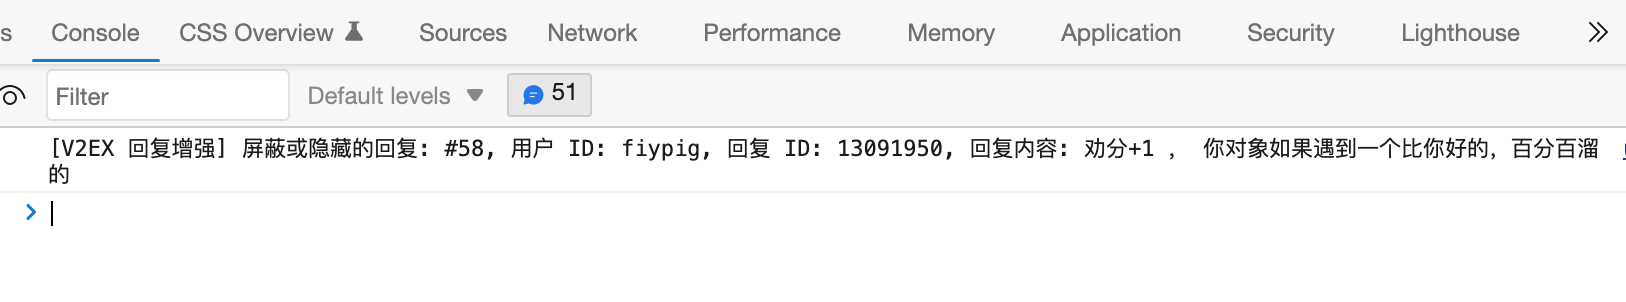 s Console CSS Overview Sources Network Performance Memory Application Security Lighthouse
Filter Default levels 51
[V2EX 回复增强] 屏蔽或隐藏的回复: #58, 用户 ID: fiypig, 回复 ID: 13091950, 回复内容: 劝分+1 ， 你对象如果遇到一个比你好的，百分百溜
的